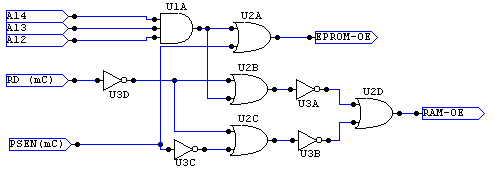 U1A
A14
A13
A12
U2A
EPROM-OE
RD (mC)
U3D
U2B
U3A
U2D
RAM-OE
U2C
PSEN(mC)
U3C
U3B